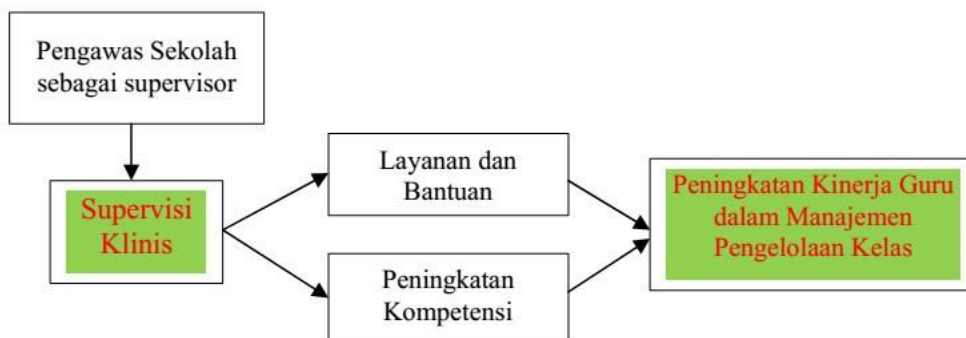 Pengawas Sekolah
sebagai supervisor
Supervisi
Klinis
Layanan dan
Bantuan
Peningkatan
Kompetensi
Peningkatan Kinerja Guru
dalam Manajemen
Pengelolaan Kelas